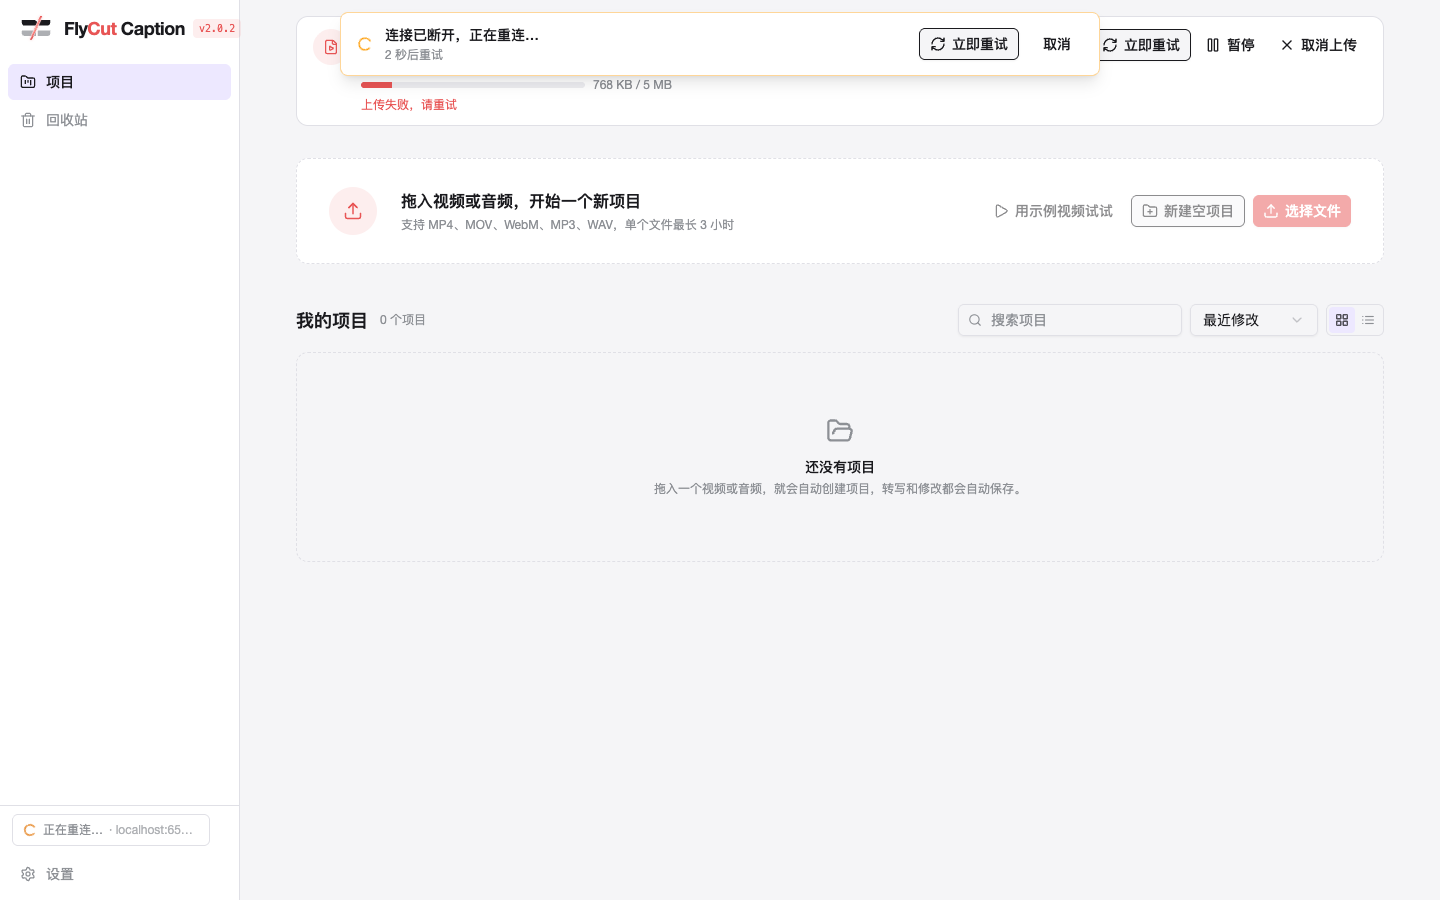 FlyCut Caption v2.0.2
项目
回收站
连接已断开，正在重连...
2 秒后重试
立即重试
取消
立即重试
暂停
取消上传
768 KB / 5 MB
上传失败，请重试
拖入视频或音频，开始一个新项目
支持 MP4、MOV、WebM、MP3、WAV，单个文件最长 3 小时
用示例视频试试
新建空项目
选择文件
我的项目 0 个项目
搜索项目
最近修改
还没有项目
拖入一个视频或音频，就会自动创建项目，转写和修改都会自动保存。
正在重连... · localhost:65...
设置